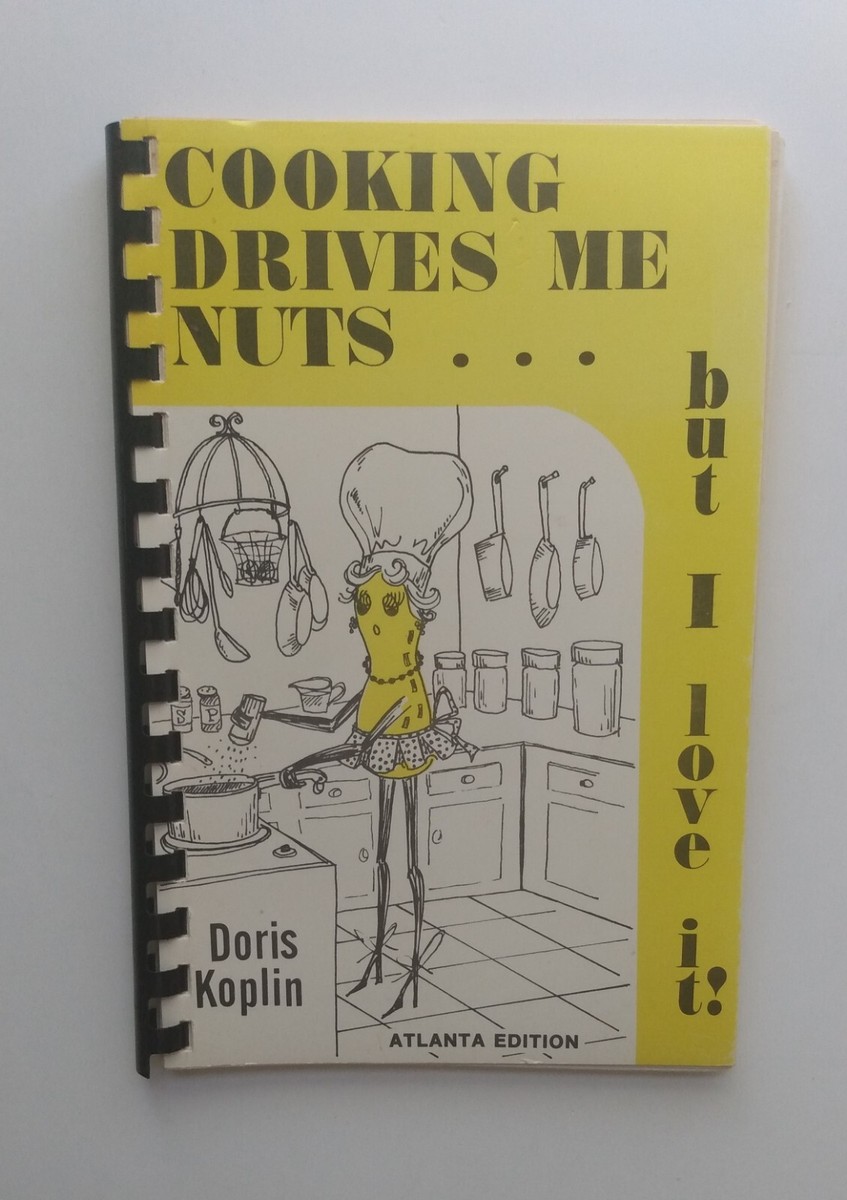 COOKING
DRIVES ME
NUTS . . .
but I love it!
S P
Doris
Koplin
ATLANTA EDITION